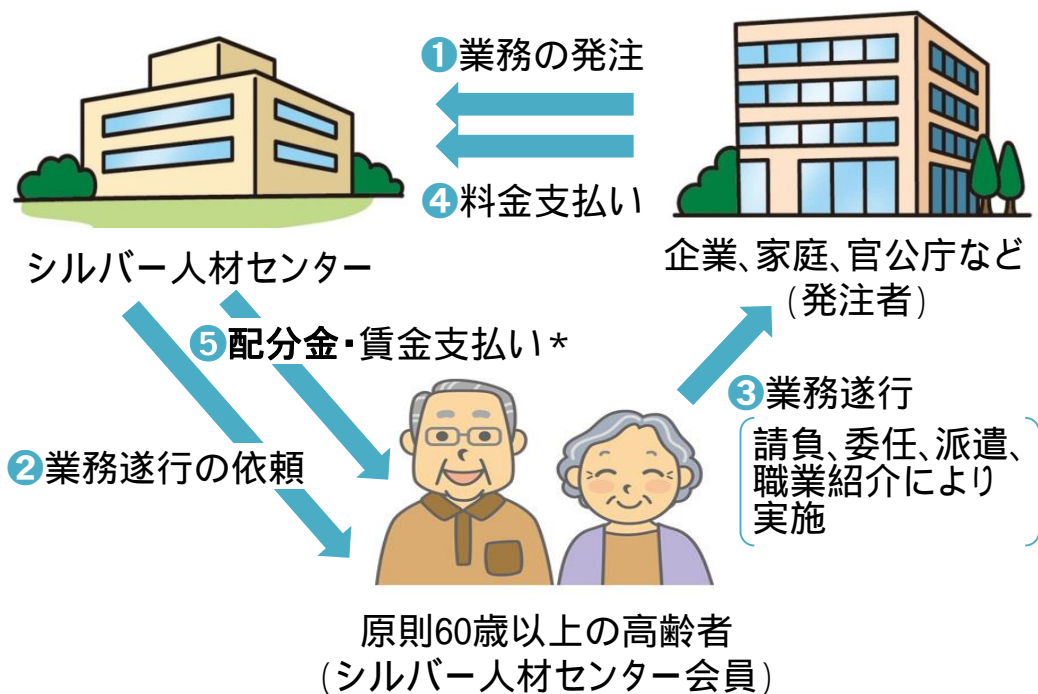 ❶業務の発注
❹料金支払い
シルバー人材センター
企業、家庭、官公庁など
(発注者)
❺配分金・賃金支払い*
❸業務遂行
請負、委任、派遣、
職業紹介により
実施
❷業務遂行の依頼
原則60歳以上の高齢者
(シルバー人材センター会員)